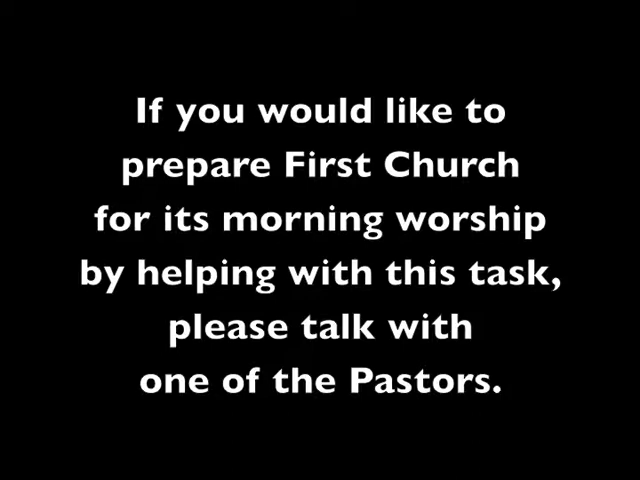 If you would like to
prepare First Church
for its morning worship
by helping with this task,
please talk with
one of the Pastors.